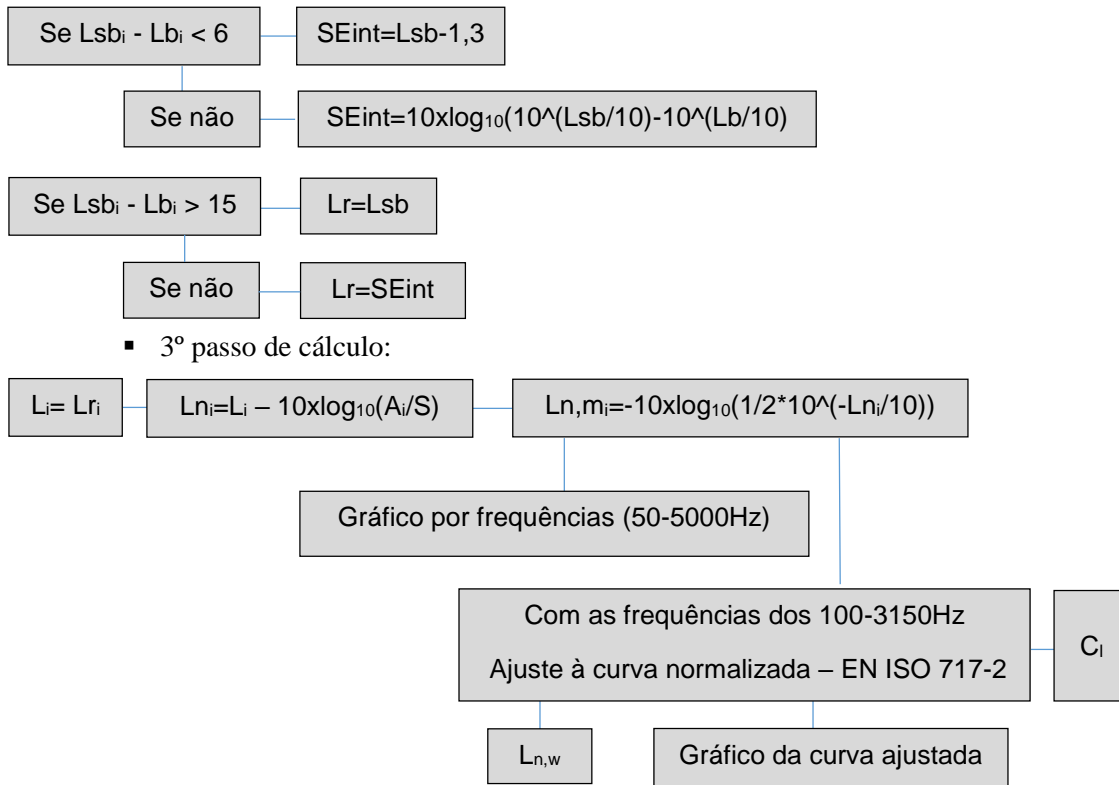 Se Lsbᵢ - Lbᵢ < 6
SEint=Lsb-1,3
Se não
SEint=10xlog₁₀(10^(Lsb/10)-10^(Lb/10)
Se Lsbᵢ - Lbᵢ > 15
Lr=Lsb
Se não
Lr=SEint
▪ 3º passo de cálculo:
Lᵢ= Lrᵢ
Lnᵢ=Lᵢ – 10xlog₁₀(Aᵢ/S)
Ln,mᵢ=-10xlog₁₀(1/2*10^(-Lnᵢ/10))
Gráfico por frequências (50-5000Hz)
Com as frequências dos 100-3150Hz
Ajuste à curva normalizada – EN ISO 717-2
Cₗ
Lₙ,w
Gráfico da curva ajustada